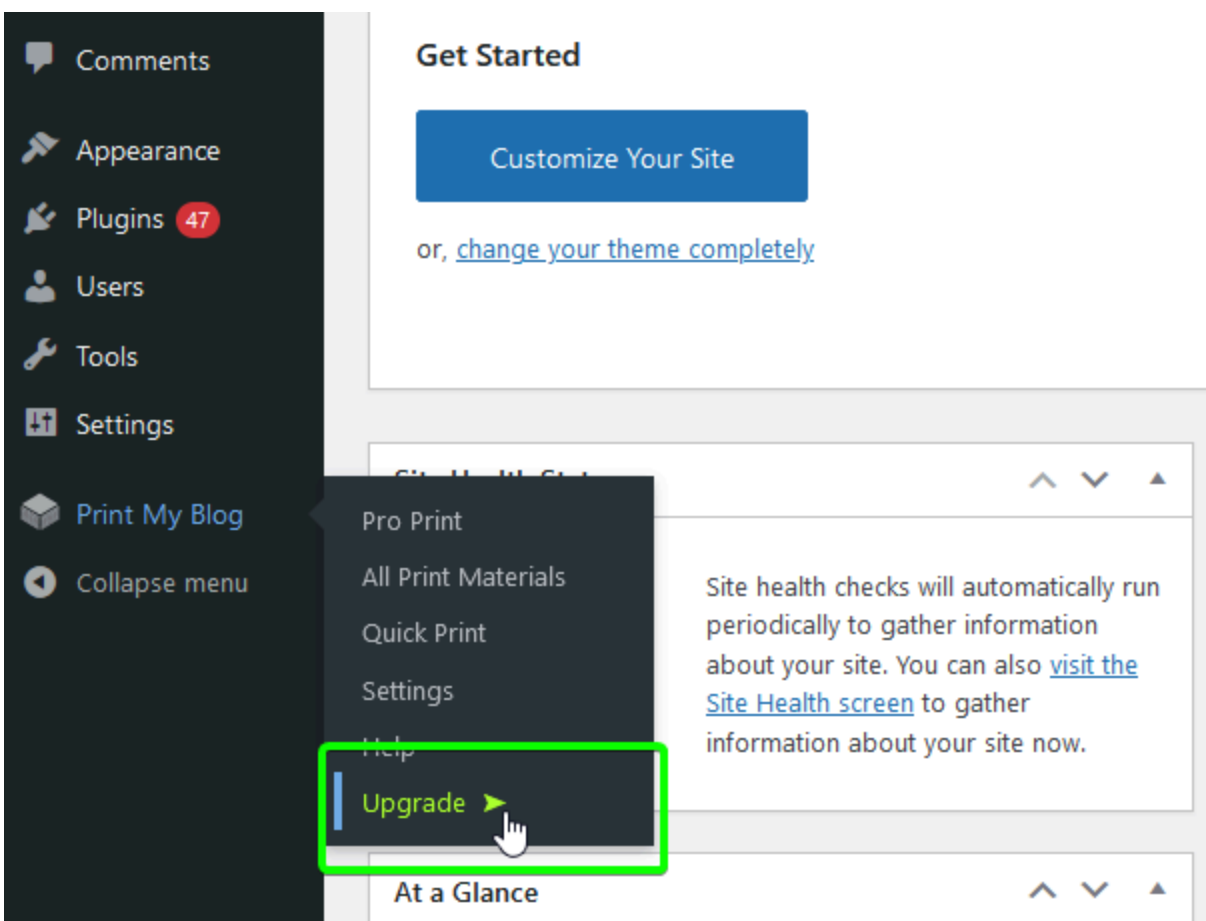 Comments
Appearance
Plugins 47
Users
Tools
Settings
Print My Blog
Collapse menu
Get Started
Customize Your Site
or, change your theme completely
Pro Print
All Print Materials
Quick Print
Settings
Help
Upgrade ➤
Site health checks will automatically run
periodically to gather information
about your site. You can also visit the
Site Health screen to gather
information about your site now.
At a Glance